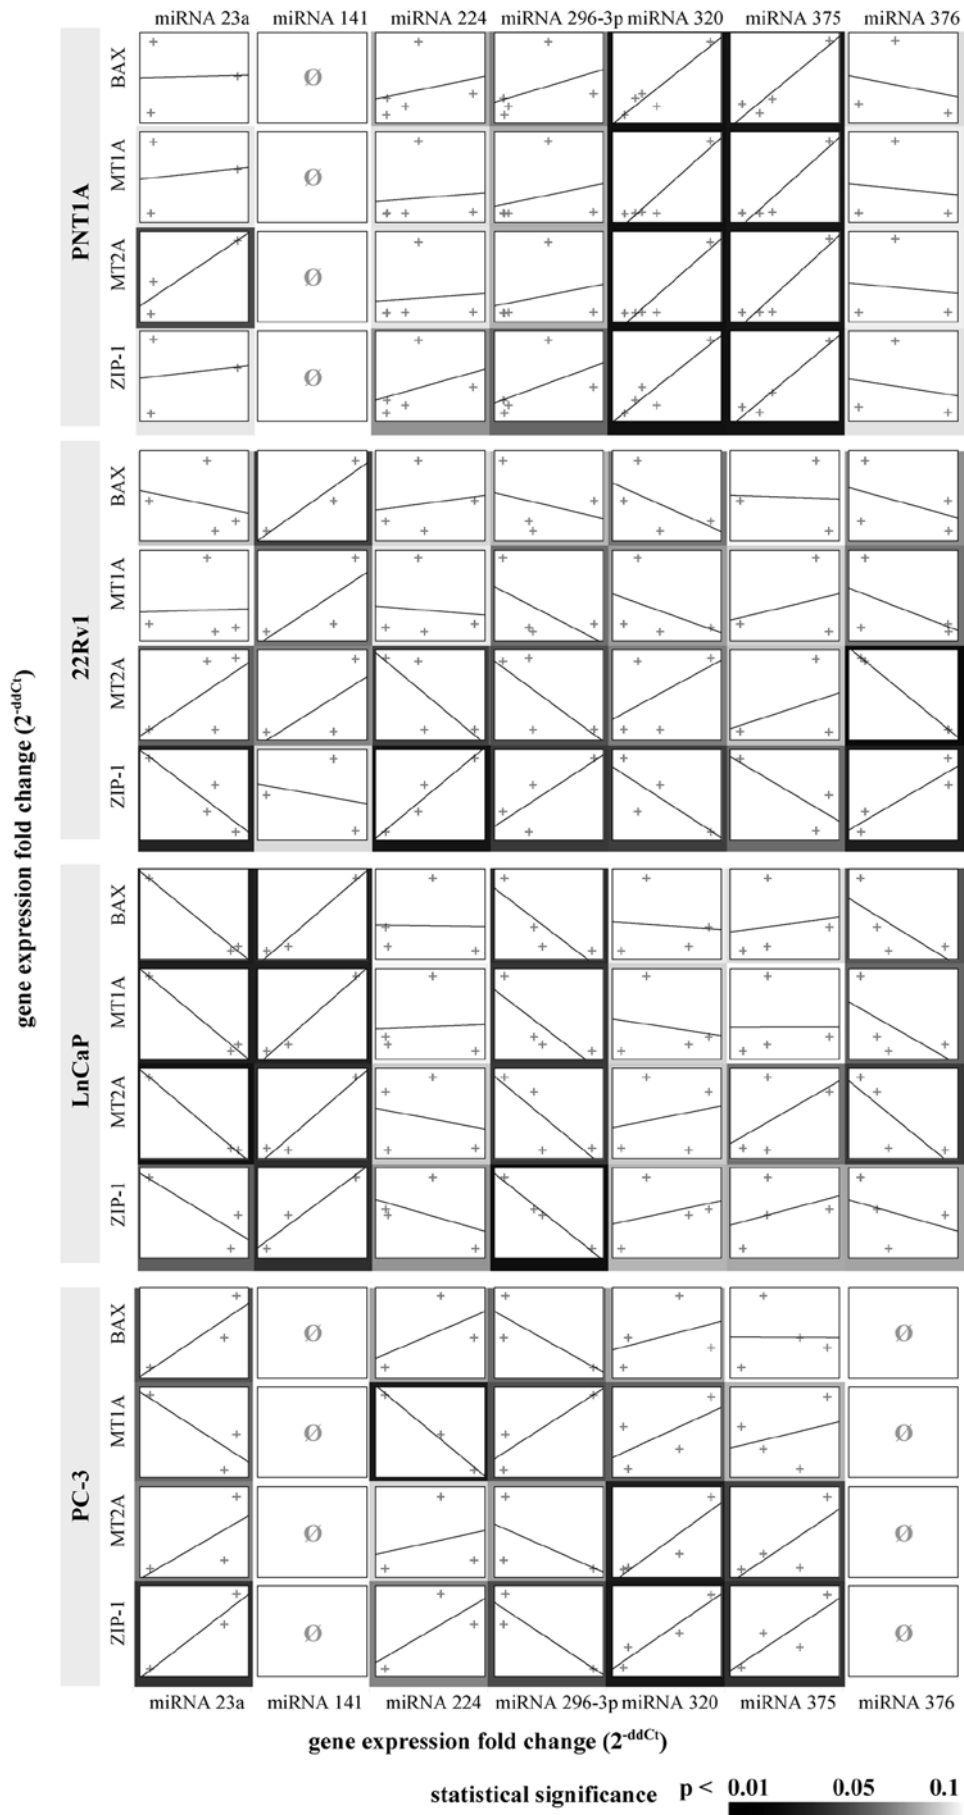 miRNA 23a miRNA 141 miRNA 224 miRNA 296-3p miRNA 320 miRNA 375 miRNA 376
gene expression fold change (2^-ddCt)
PNT1A
BAX Ø
MT1A Ø
MT2A Ø
ZIP-1 Ø
22Rv1
BAX
MT1A
MT2A
ZIP-1
LnCaP
BAX
MT1A
MT2A
ZIP-1
PC-3
BAX Ø Ø
MT1A Ø Ø
MT2A Ø Ø
ZIP-1 Ø Ø
miRNA 23a miRNA 141 miRNA 224 miRNA 296-3p miRNA 320 miRNA 375 miRNA 376
gene expression fold change (2^-ddCt)
statistical significance p < 0.01 0.05 0.1